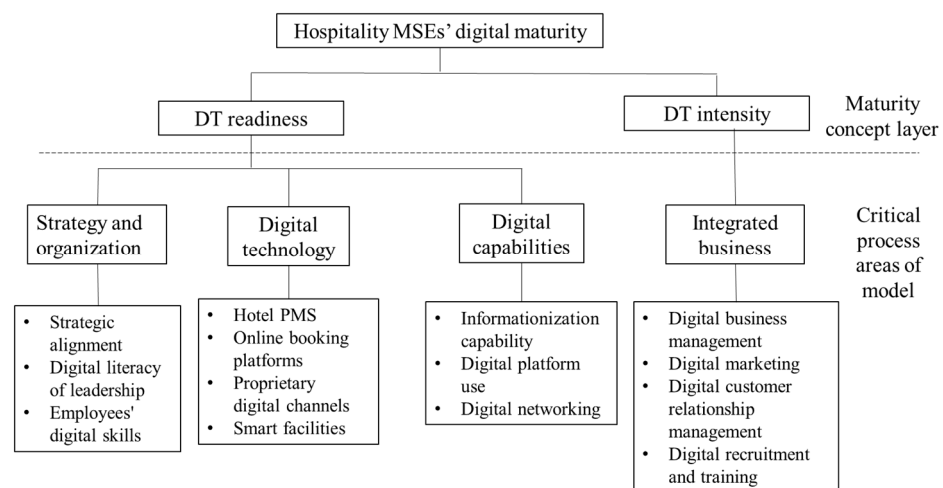 Hospitality MSEs' digital maturity
DT readiness
DT intensity
Maturity
concept layer
Strategy and
organization
Digital
technology
Digital
capabilities
Integrated
business
Critical
process
areas of
model
• Strategic
alignment
• Digital literacy
of leadership
• Employees'
digital skills
• Hotel PMS
• Online booking
platforms
• Proprietary
digital channels
• Smart facilities
• Informationization
capability
• Digital platform
use
• Digital networking
• Digital business
management
• Digital marketing
• Digital customer
relationship
management
• Digital recruitment
and training